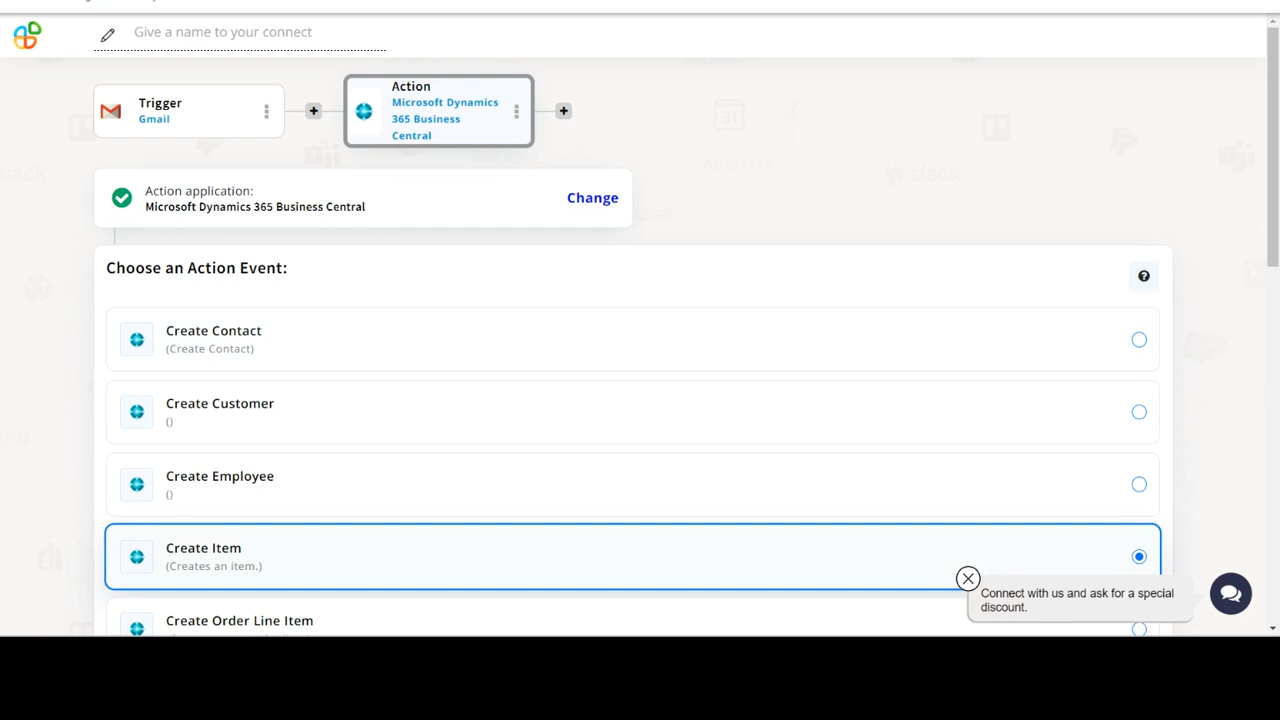 Give a name to your connect
Trigger
Gmail
Action
Microsoft Dynamics
365 Business
Central
Action application:
Microsoft Dynamics 365 Business Central
Change
Choose an Action Event:
Create Contact
(Create Contact)
Create Customer
()
Create Employee
()
Create Item
(Creates an item.)
Connect with us and ask for a special
discount.
Create Order Line Item